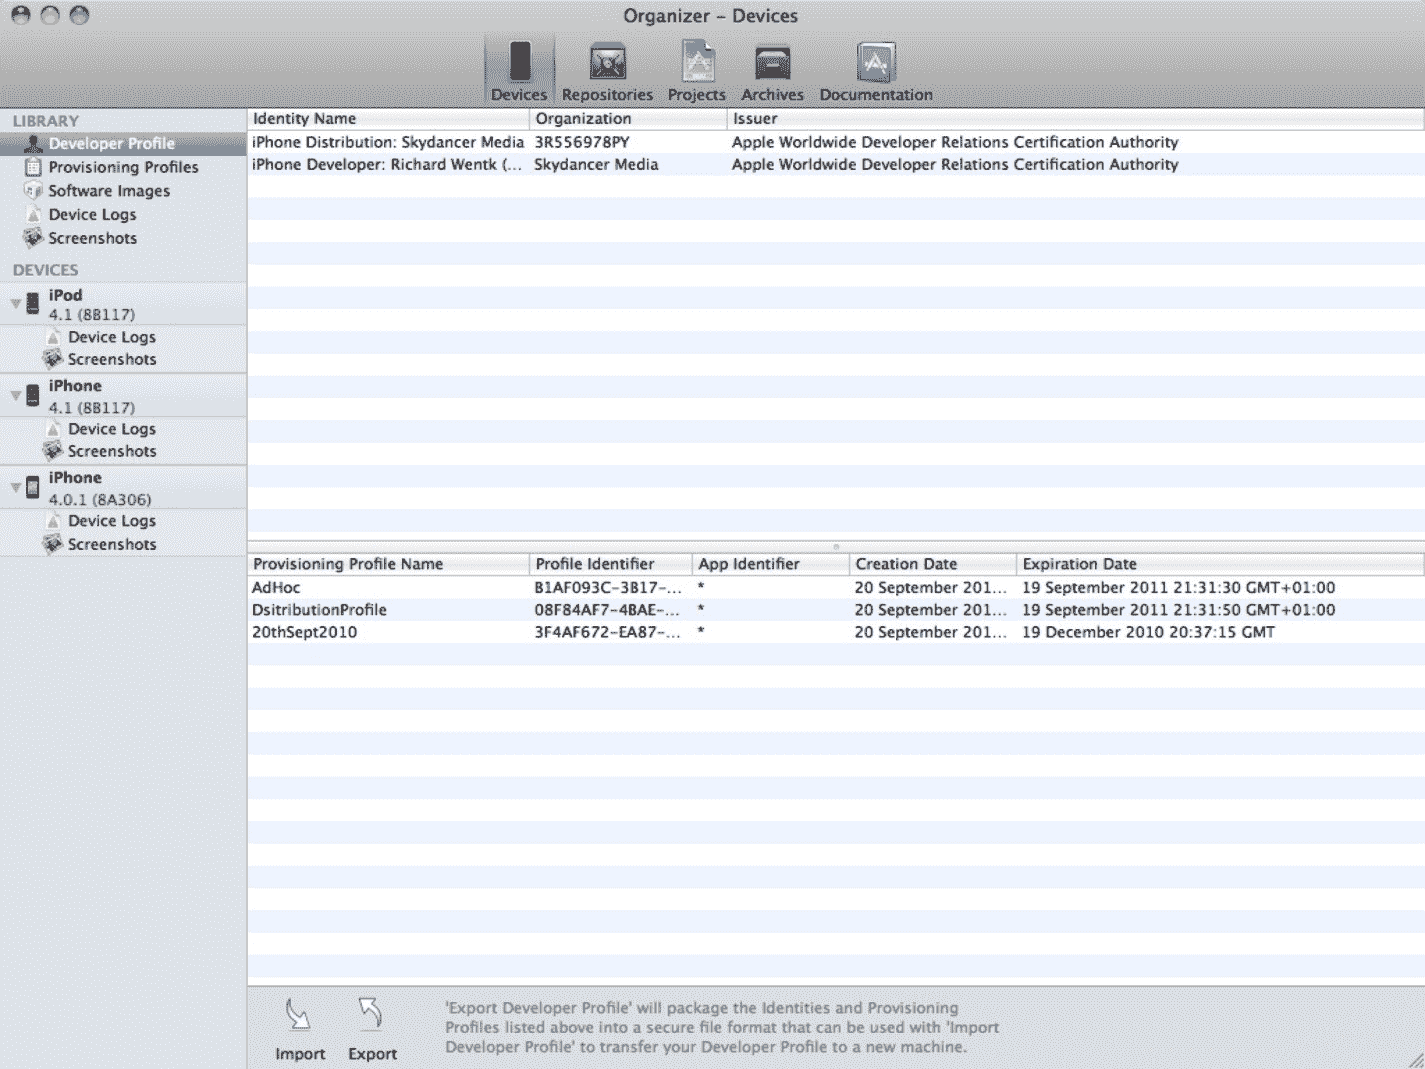 Organizer – Devices
Devices Repositories Projects Archives Documentation
LIBRARY
Developer Profile
Provisioning Profiles
Software Images
Device Logs
Screenshots
DEVICES
iPod
4.1 (8B117)
Device Logs
Screenshots
iPhone
4.1 (8B117)
Device Logs
Screenshots
iPhone
4.0.1 (8A306)
Device Logs
Screenshots
Identity Name Organization Issuer
iPhone Distribution: Skydancer Media 3R556978PY Apple Worldwide Developer Relations Certification Authority
iPhone Developer: Richard Wentk (... Skydancer Media Apple Worldwide Developer Relations Certification Authority
Provisioning Profile Name Profile Identifier App Identifier Creation Date Expiration Date
AdHoc B1AF093C-3B17-... * 20 September 201... 19 September 2011 21:31:30 GMT+01:00
DsitributionProfile 08F84AF7-4BAE-... * 20 September 201... 19 September 2011 21:31:50 GMT+01:00
20thSept2010 3F4AF672-EA87-... * 20 September 201... 19 December 2010 20:37:15 GMT
Import Export
'Export Developer Profile' will package the Identities and Provisioning
Profiles listed above into a secure file format that can be used with 'Import
Developer Profile' to transfer your Developer Profile to a new machine.